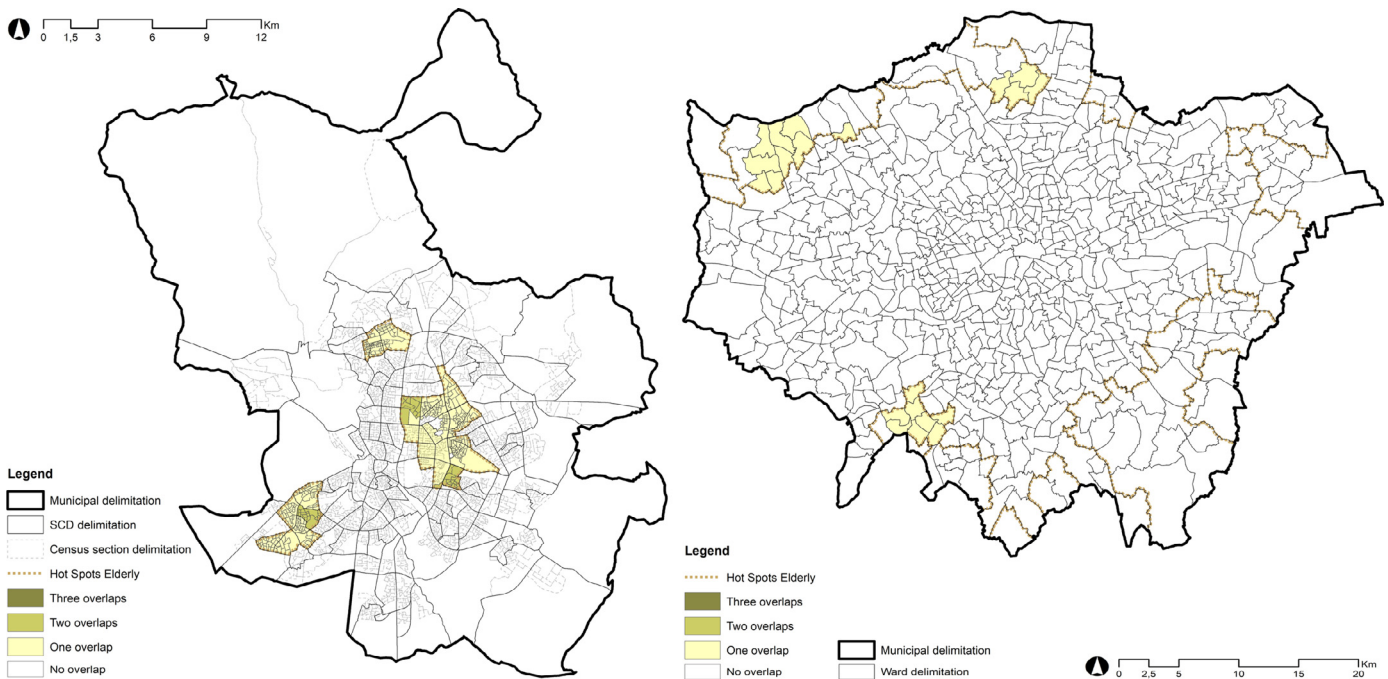 0 1,5 3 6 9 12 Km
Legend
Municipal delimitation
SCD delimitation
Census section delimitation
Hot Spots Elderly
Three overlaps
Two overlaps
One overlap
No overlap
Legend
Hot Spots Elderly
Three overlaps
Two overlaps
One overlap
No overlap
Municipal delimitation
Ward delimitation
0 2,5 5 10 15 20 Km